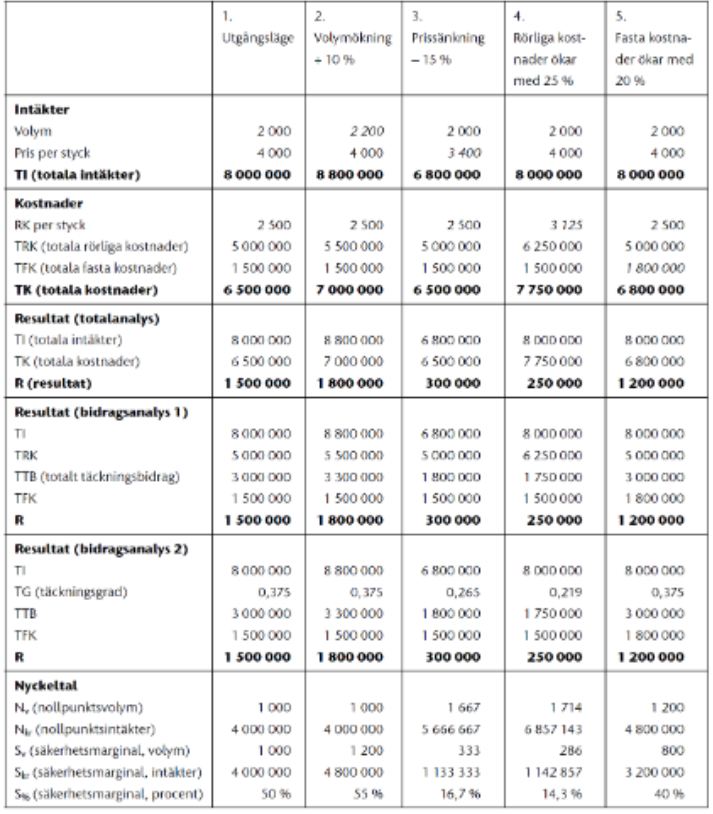 1. 2. 3. 4. 5.
Utgångsläge Volymökning Prissänkning Rörliga kost- Fasta kostna-
+ 10 % – 15 % nader ökar der ökar med
med 25 % 20 %
Intäkter
Volym 2 000 2 200 2 000 2 000 2 000
Pris per styck 4 000 4 000 3 400 4 000 4 000
TI (totala intäkter) 8 000 000 8 800 000 6 800 000 8 000 000 8 000 000
Kostnader
RK per styck 2 500 2 500 2 500 3 125 2 500
TRK (totala rörliga kostnader) 5 000 000 5 500 000 5 000 000 6 250 000 5 000 000
TFK (totala fasta kostnader) 1 500 000 1 500 000 1 500 000 1 500 000 1 800 000
TK (totala kostnader) 6 500 000 7 000 000 6 500 000 7 750 000 6 800 000
Resultat (totalanalys)
TI (totala intäkter) 8 000 000 8 800 000 6 800 000 8 000 000 8 000 000
TK (totala kostnader) 6 500 000 7 000 000 6 500 000 7 750 000 6 800 000
R (resultat) 1 500 000 1 800 000 300 000 250 000 1 200 000
Resultat (bidragsanalys 1)
TI 8 000 000 8 800 000 6 800 000 8 000 000 8 000 000
TRK 5 000 000 5 500 000 5 000 000 6 250 000 5 000 000
TTB (totalt täckningsbidrag) 3 000 000 3 300 000 1 800 000 1 750 000 3 000 000
TFK 1 500 000 1 500 000 1 500 000 1 500 000 1 800 000
R 1 500 000 1 800 000 300 000 250 000 1 200 000
Resultat (bidragsanalys 2)
TI 8 000 000 8 800 000 6 800 000 8 000 000 8 000 000
TG (täckningsgrad) 0,375 0,375 0,265 0,219 0,375
TTB 3 000 000 3 300 000 1 800 000 1 750 000 3 000 000
TFK 1 500 000 1 500 000 1 500 000 1 500 000 1 800 000
R 1 500 000 1 800 000 300 000 250 000 1 200 000
Nyckeltal
Nv (nollpunktsvolym) 1 000 1 000 1 667 1 714 1 200
Nkr (nollpunktsintäkter) 4 000 000 4 000 000 5 666 667 6 857 143 4 800 000
Sv (säkerhetsmarginal, volym) 1 000 1 200 333 286 800
Skr (säkerhetsmarginal, intäkter) 4 000 000 4 800 000 1 133 333 1 142 857 3 200 000
S% (säkerhetsmarginal, procent) 50 % 55 % 16,7 % 14,3 % 40 %